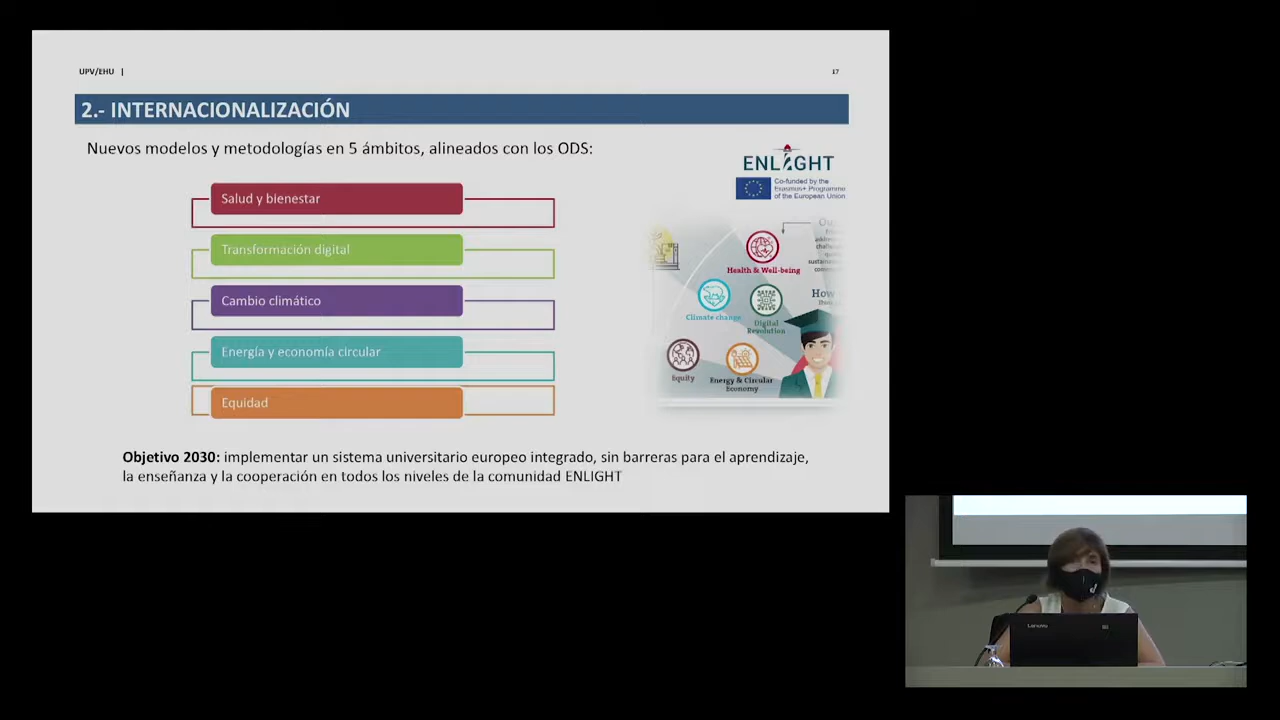 UPV/EHU |
17
2.- INTERNACIONALIZACIÓN
Nuevos modelos y metodologías en 5 ámbitos, alineados con los ODS:
ENLIGHT
Co-funded by the
Erasmus+ Programme
of the European Union
Salud y bienestar
Transformación digital
Cambio climático
Energía y economía circular
Equidad
Health & Well-being
Climate change
Digital
Revolution
How
Equity
Energy & Circular
Economy
Objetivo 2030: implementar un sistema universitario europeo integrado, sin barreras para el aprendizaje,
la enseñanza y la cooperación en todos los niveles de la comunidad ENLIGHT
Lenovo